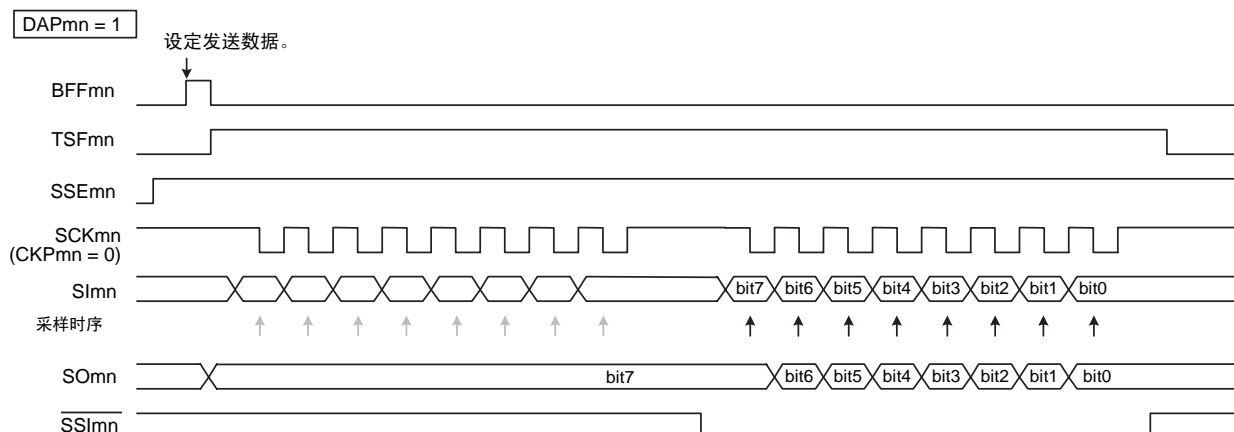 DAPmn = 1
设定发送数据。
BFFmn
TSFmn
SSEmn
SCKmn
(CKPmn = 0)
SImn
bit7 bit6 bit5 bit4 bit3 bit2 bit1 bit0
采样时序
SOmn
bit7 bit6 bit5 bit4 bit3 bit2 bit1 bit0
SSImn